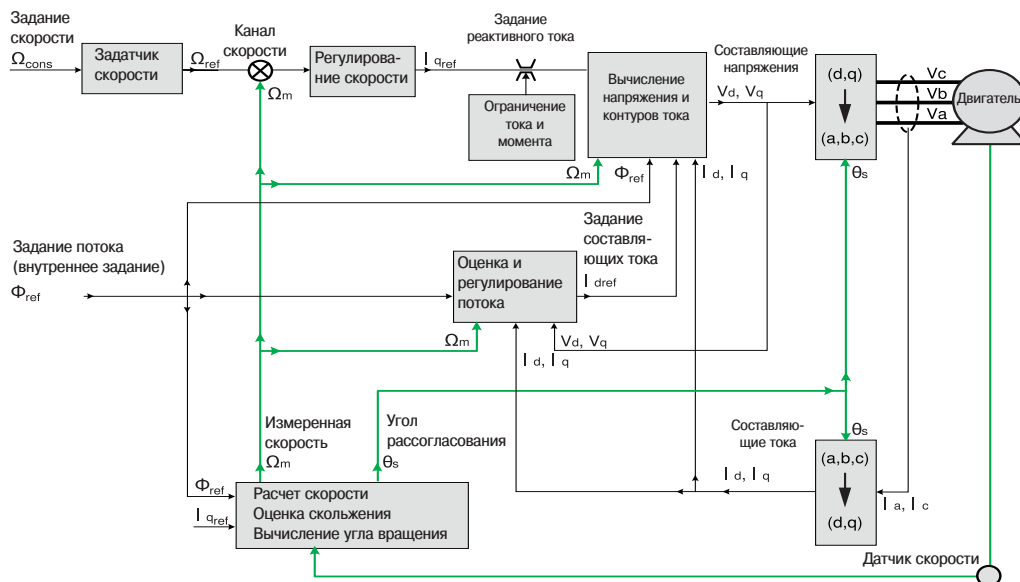 Задание
скорости
Ωcons
Задатчик
скорости
Ωref
Канал
скорости
Ωm
Регулирова-
ние скорости
I qref
Задание
реактивного тока
Ограничение
тока и
момента
Вычисление
напряжения и
контуров тока
Составляющие
напряжения
Vd, Vq
(d,q)
(a,b,c)
Vc
Vb
Va
Двигатель
Ωm
Φref
I d, I q
θs
Задание потока
(внутреннее задание)
Φref
Оценка и
регулирование
потока
Задание
составля-
ющих тока
I dref
Ωm
I d, I q
Vd, Vq
Измеренная
скорость
Ωm
Угол
рассогласования
θs
Составля-
ющие тока
I d, I q
θs
(a,b,c)
(d,q)
I a, I c
Φref
I qref
Расчет скорости
Оценка скольжения
Вычисление угла вращения
Датчик скорости